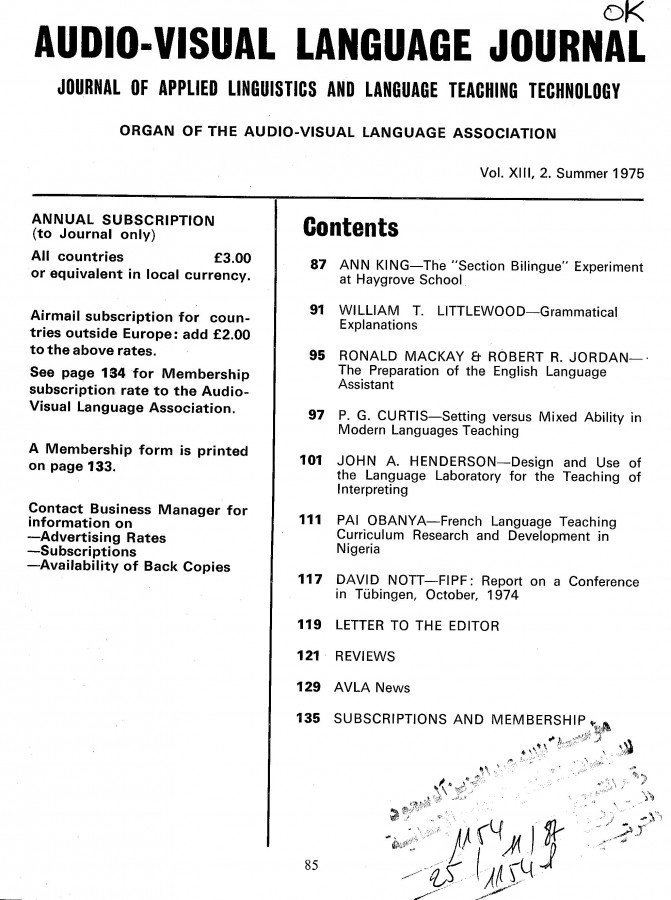 OK
AUDIO-VISUAL LANGUAGE JOURNAL
JOURNAL OF APPLIED LINGUISTICS AND LANGUAGE TEACHING TECHNOLOGY
ORGAN OF THE AUDIO-VISUAL LANGUAGE ASSOCIATION
Vol. XIII, 2. Summer 1975
ANNUAL SUBSCRIPTION
(to Journal only)
All countries £3.00
or equivalent in local currency.
Airmail subscription for coun-
tries outside Europe: add £2.00
to the above rates.
See page 134 for Membership
subscription rate to the Audio-
Visual Language Association.
A Membership form is printed
on page 133.
Contact Business Manager for
information on
—Advertising Rates
—Subscriptions
—Availability of Back Copies
Contents
87 ANN KING—The "Section Bilingue" Experiment
at Haygrove School
91 WILLIAM T. LITTLEWOOD—Grammatical
Explanations
95 RONALD MACKAY & ROBERT R. JORDAN—
The Preparation of the English Language
Assistant
97 P. G. CURTIS—Setting versus Mixed Ability in
Modern Languages Teaching
101 JOHN A. HENDERSON—Design and Use of
the Language Laboratory for the Teaching of
Interpreting
111 PAI OBANYA—French Language Teaching
Curriculum Research and Development in
Nigeria
117 DAVID NOTT—FIPF: Report on a Conference
in Tübingen, October, 1974
119 LETTER TO THE EDITOR
121 REVIEWS
129 AVLA News
135 SUBSCRIPTIONS AND MEMBERSHIP
مؤسسة الملك عبد العزيز آل سعود
1154 11/87
25 / 1154
85